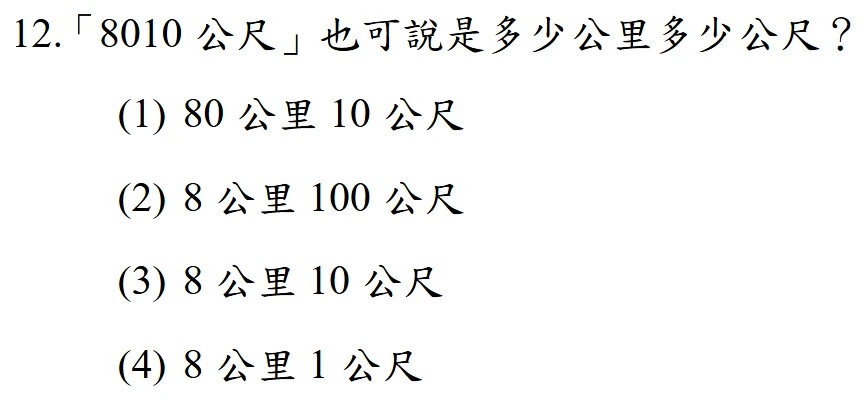 12.「8010 公尺」也可說是多少公里多少公尺？
(1) 80 公里 10 公尺
(2) 8 公里 100 公尺
(3) 8 公里 10 公尺
(4) 8 公里 1 公尺